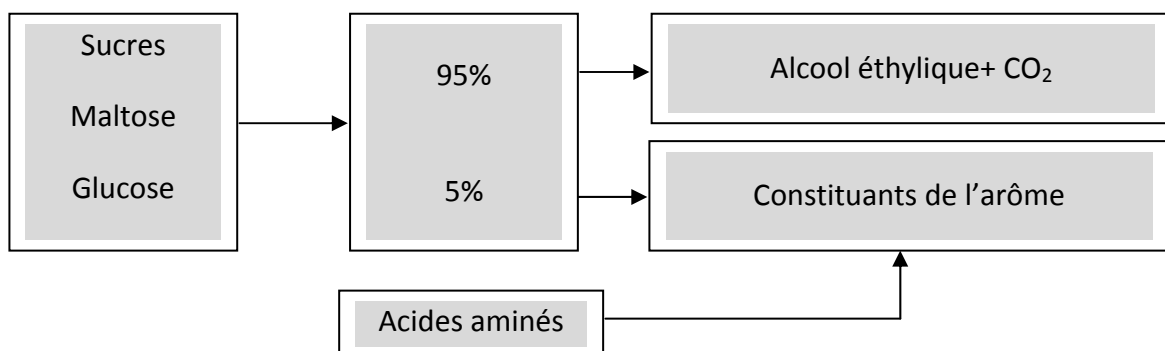 Sucres
Maltose
Glucose
95%
5%
Alcool éthylique+ CO₂
Constituants de l’arôme
Acides aminés